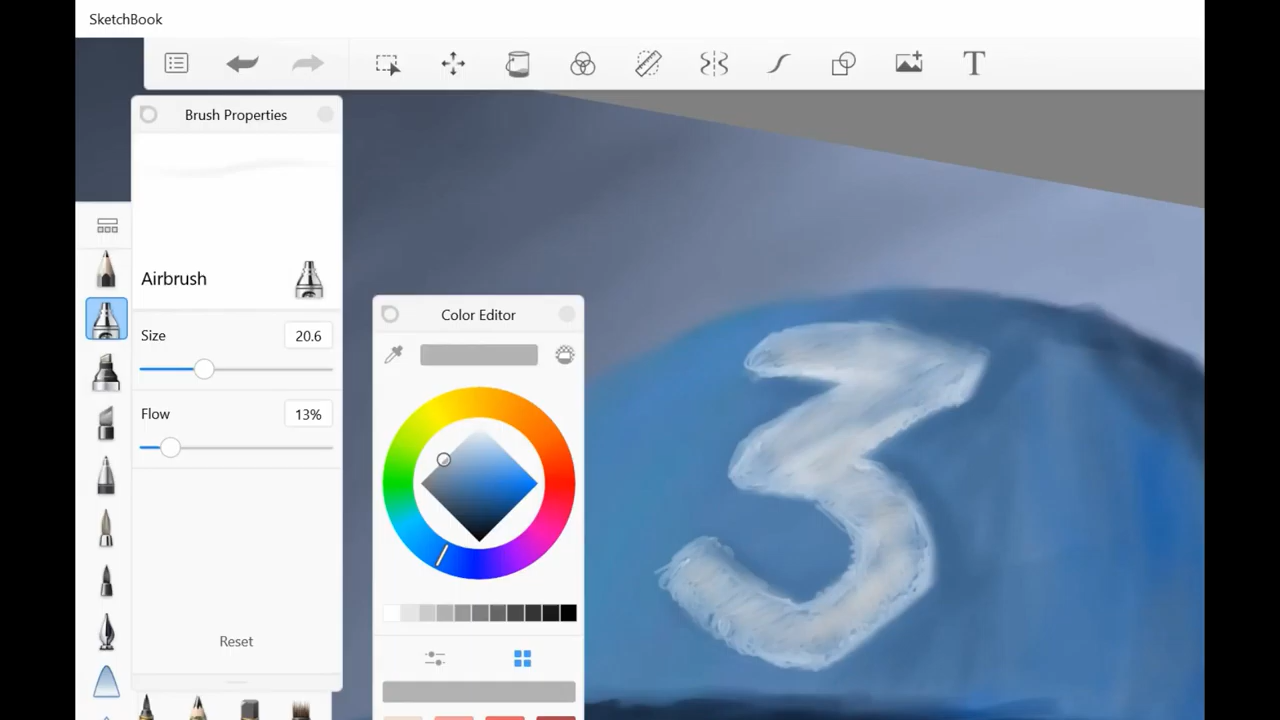 SketchBook
T
Brush Properties
Airbrush
Size 20.6
Flow 13%
Reset
Color Editor
3